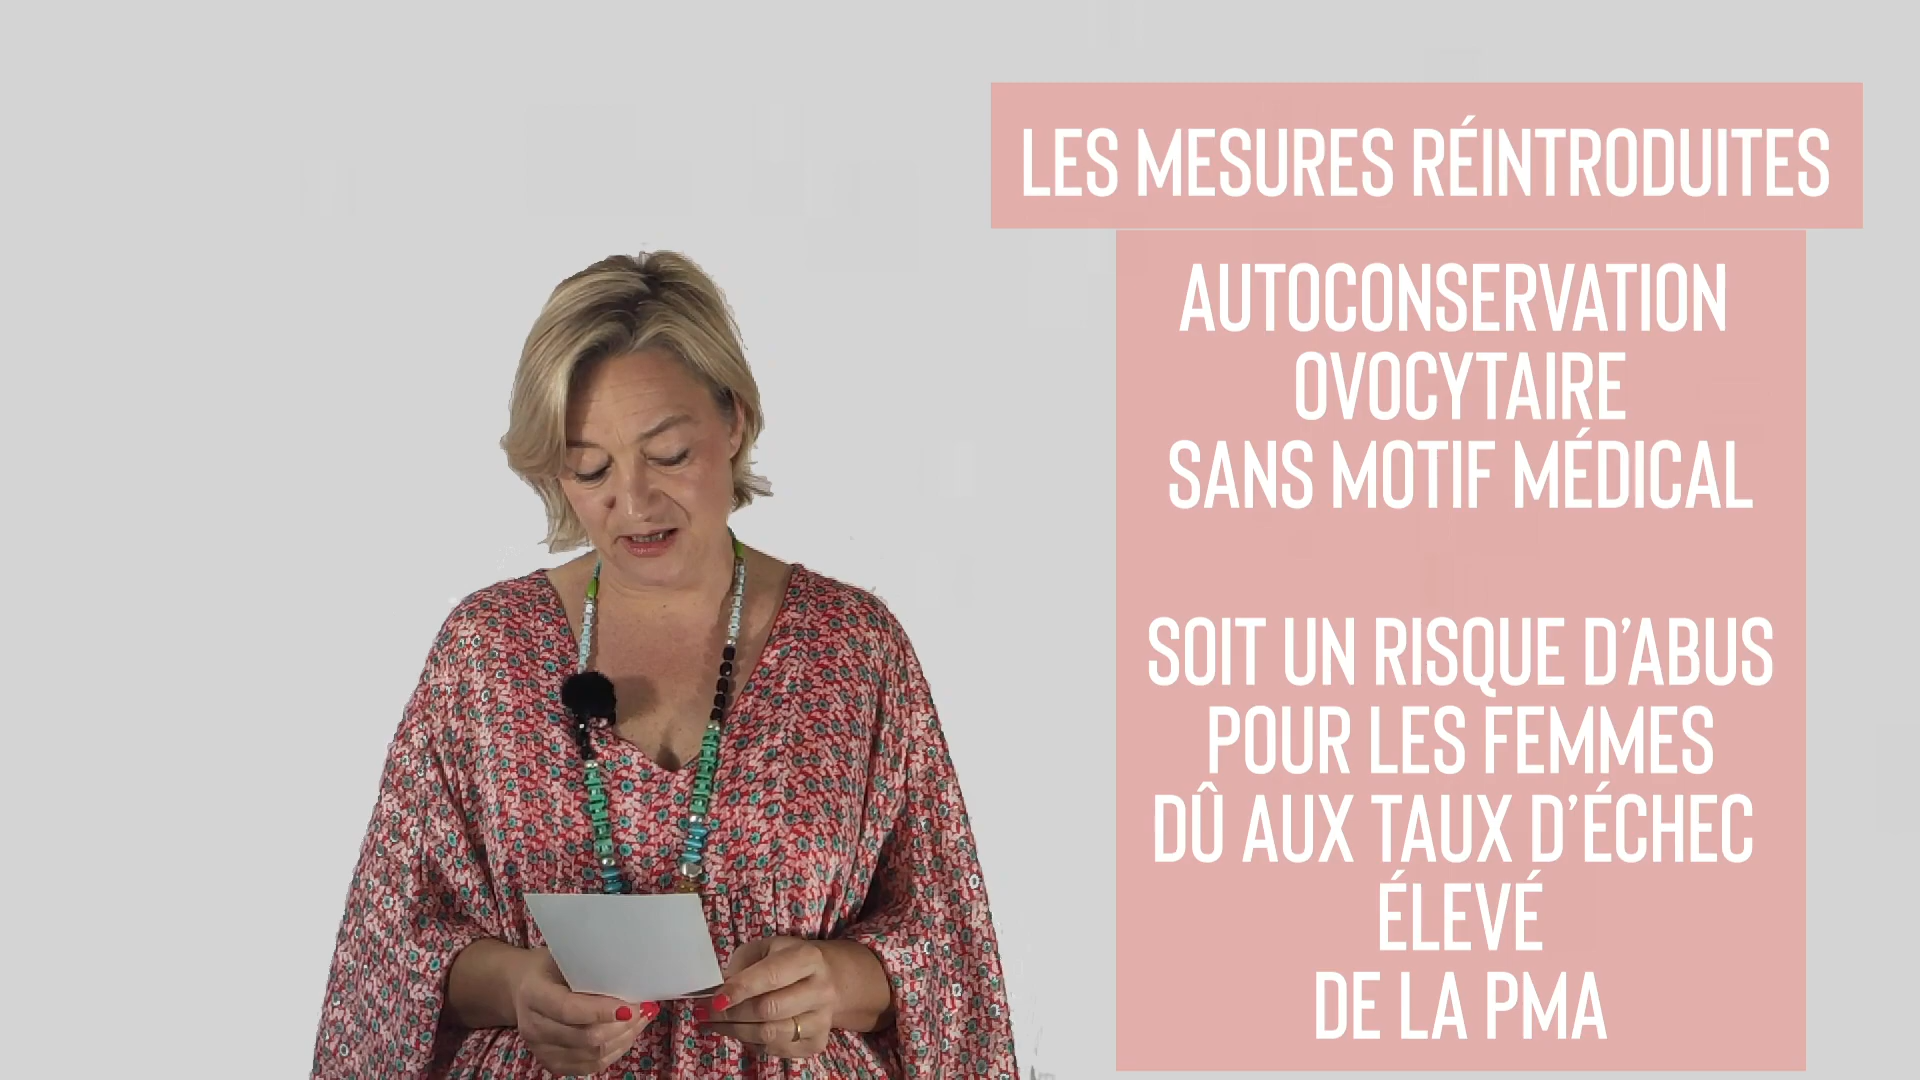 LES MESURES RÉINTRODUITES
AUTOCONSERVATION
OVOCYTAIRE
SANS MOTIF MÉDICAL
SOIT UN RISQUE D'ABUS
POUR LES FEMMES
DÛ AUX TAUX D'ÉCHEC
ÉLEVÉ
DE LA PMA